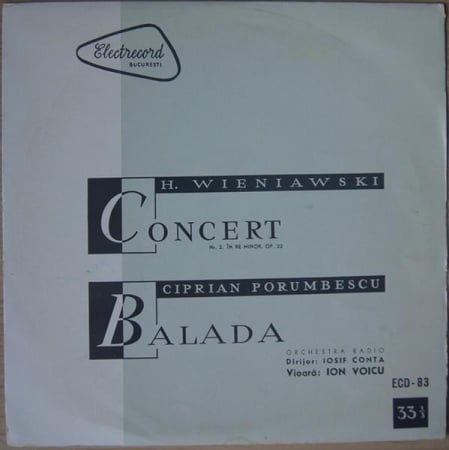 Electrecord
BUCUREȘTI
H. WIENIAWSKI
CONCERT
Nr. 2, ÎN RE MINOR, OP. 22
CIPRIAN PORUMBESCU
BALADA
ORCHESTRA RADIO
Dirijor: IOSIF CONTA
Vioară: ION VOICU
ECD-83
33⅓